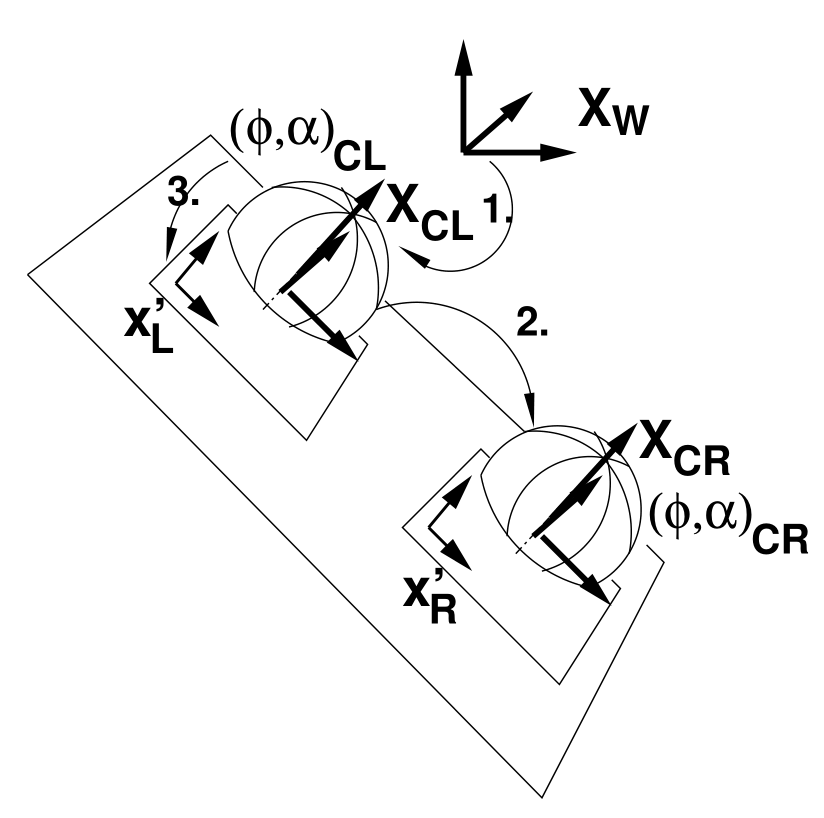 X_W
(ϕ,α)_CL
3.
X_CL
1.
x'_L
2.
X_CR
(ϕ,α)_CR
x'_R